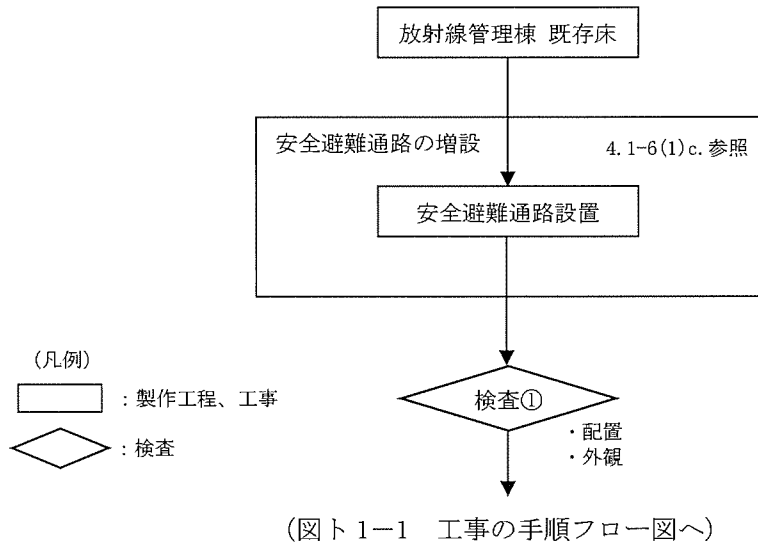 放射線管理棟 既存床
安全避難通路の増設
4.1-6(1)c.参照
安全避難通路設置
検査①
・配置
・外観
(凡例)
：製作工程、工事
：検査
(図ト1－1 工事の手順フロー図へ)